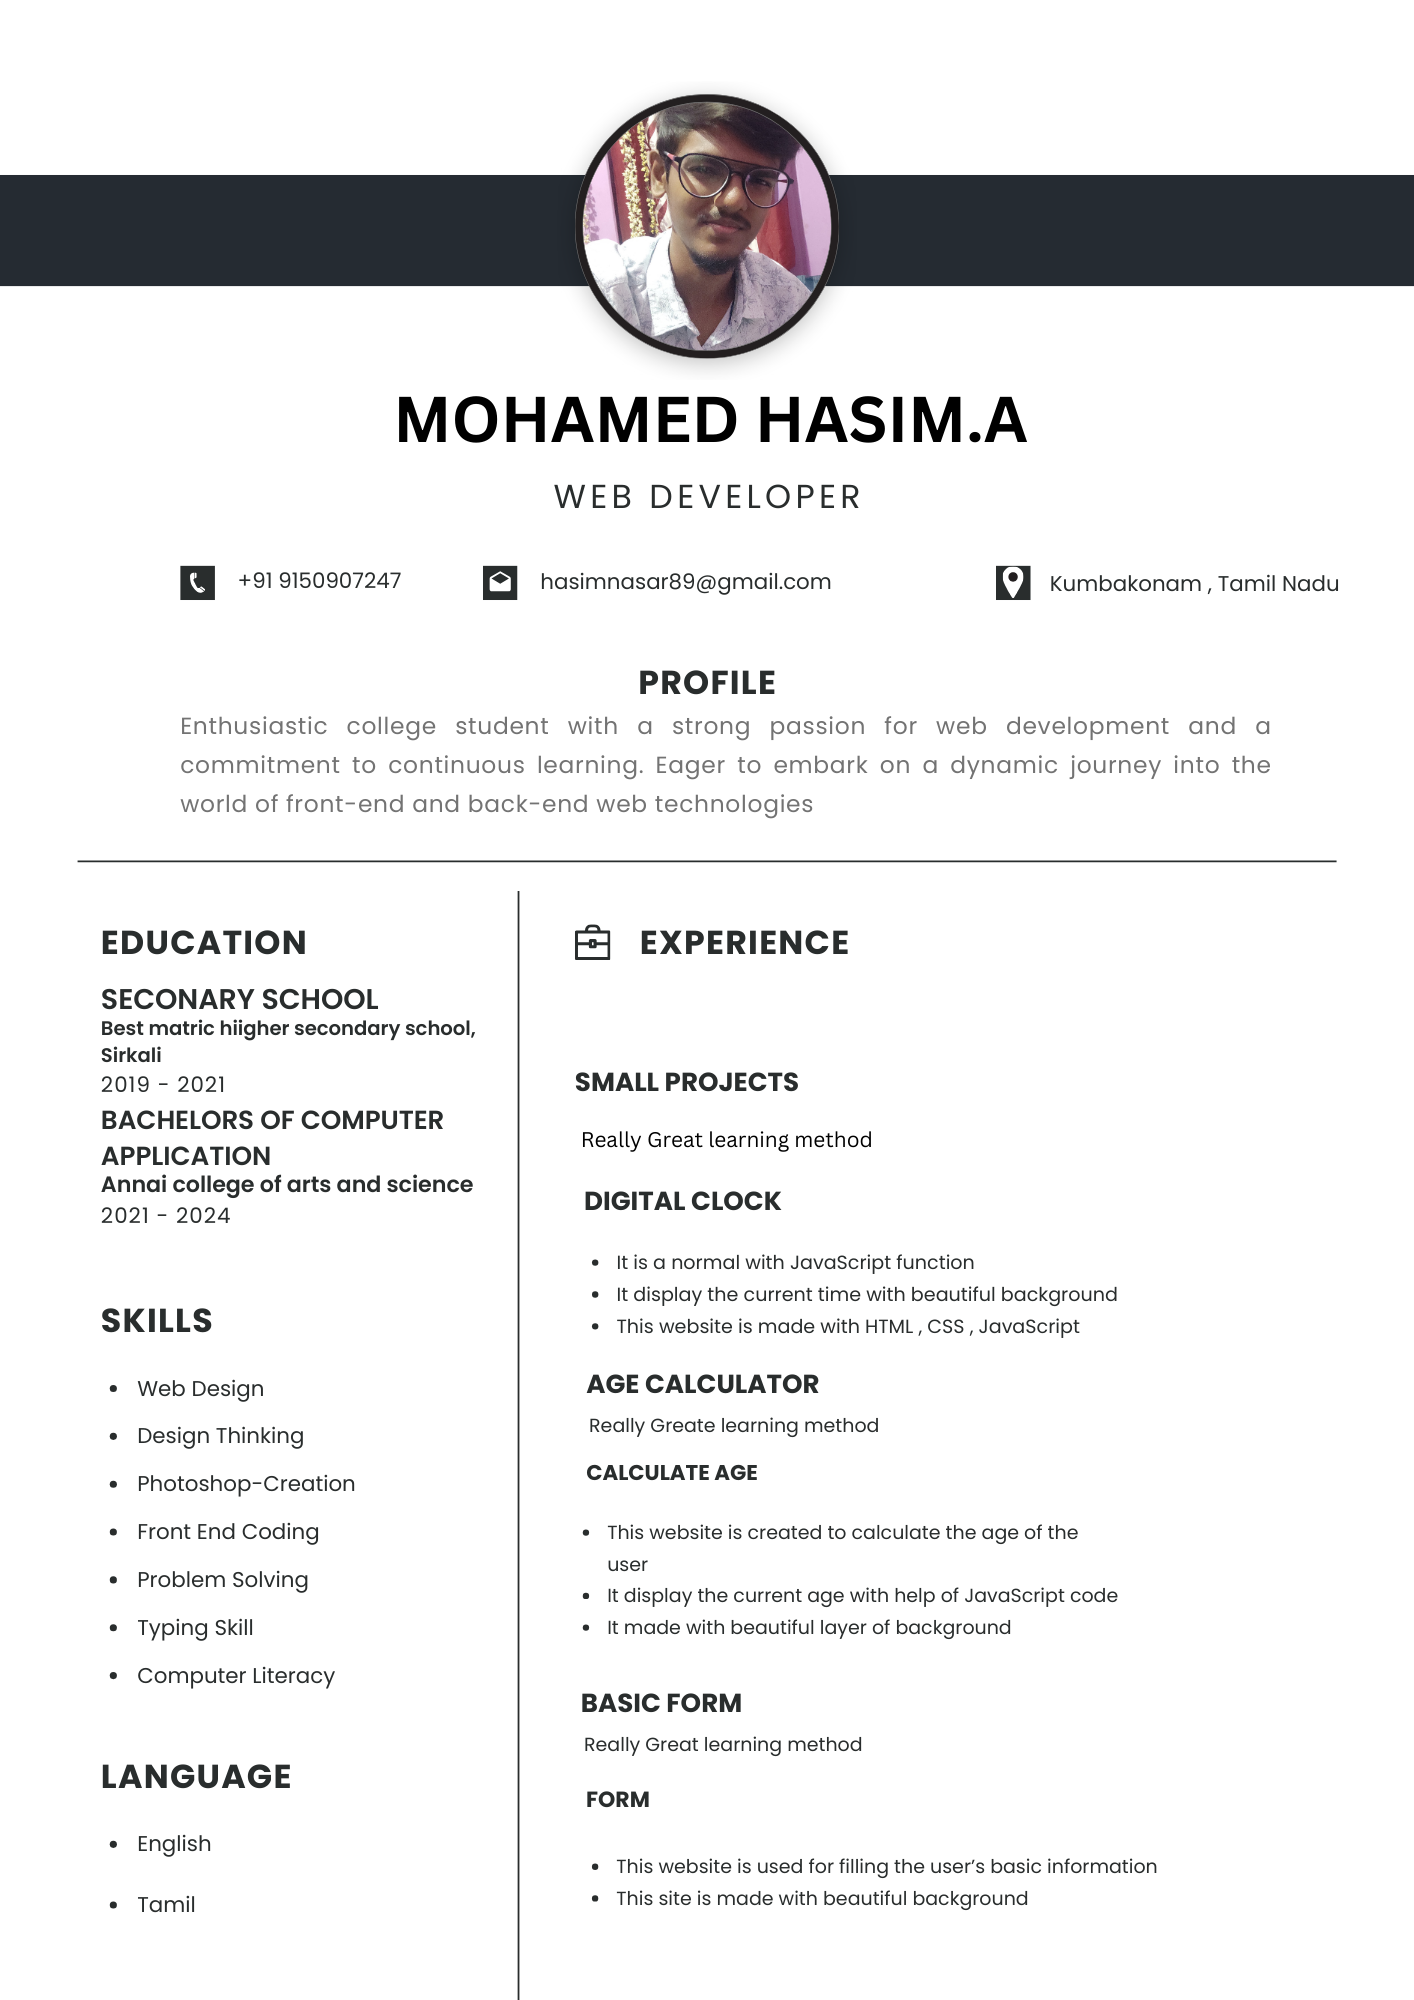 MOHAMED HASIM.A
WEB DEVELOPER
+91 9150907247
hasimnasar89@gmail.com
Kumbakonam , Tamil Nadu
PROFILE
Enthusiastic college student with a strong passion for web development and a
commitment to continuous learning. Eager to embark on a dynamic journey into the
world of front-end and back-end web technologies
EDUCATION
SECONARY SCHOOL
Best matric hiigher secondary school,
Sirkali
2019 - 2021
BACHELORS OF COMPUTER
APPLICATION
Annai college of arts and science
2021 - 2024
SKILLS
• Web Design
• Design Thinking
• Photoshop-Creation
• Front End Coding
• Problem Solving
• Typing Skill
• Computer Literacy
LANGUAGE
• English
• Tamil
EXPERIENCE
SMALL PROJECTS
Really Great learning method
DIGITAL CLOCK
• It is a normal with JavaScript function
• It display the current time with beautiful background
• This website is made with HTML , CSS , JavaScript
AGE CALCULATOR
Really Greate learning method
CALCULATE AGE
• This website is created to calculate the age of the
user
• It display the current age with help of JavaScript code
• It made with beautiful layer of background
BASIC FORM
Really Great learning method
FORM
• This website is used for filling the user's basic information
• This site is made with beautiful background